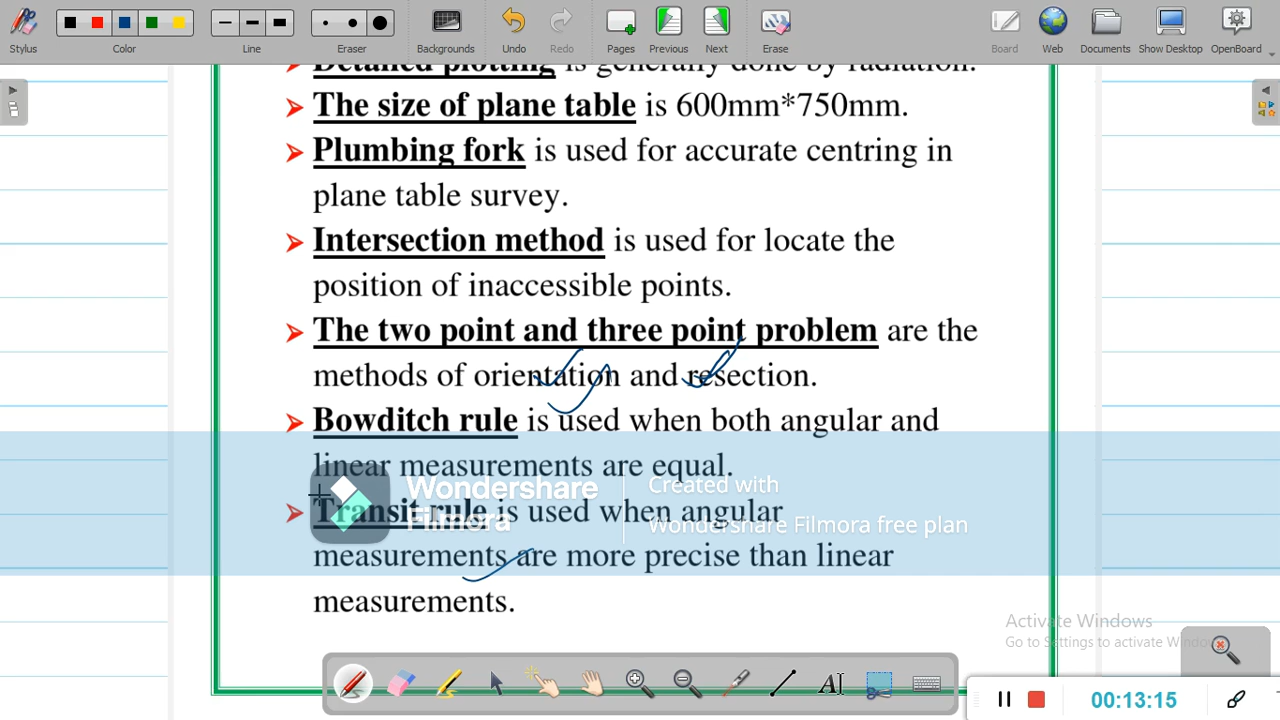 Stylus
Color
Line
Eraser
Backgrounds
Undo
Redo
Pages
Previous
Next
Erase
Board
Web
Documents
Show Desktop
OpenBoard
Detailed plotting is generally done by radiation.
➤ The size of plane table is 600mm*750mm.
➤ Plumbing fork is used for accurate centring in
plane table survey.
➤ Intersection method is used for locate the
position of inaccessible points.
➤ The two point and three point problem are the
methods of orientation and resection.
➤ Bowditch rule is used when both angular and
linear measurements are equal.
➤ Transit rule is used when angular
measurements are more precise than linear
measurements.
Wondershare
Filmora
Created with
Wondershare Filmora free plan
Activate Windows
Go to Settings to activate Windows
00:13:15